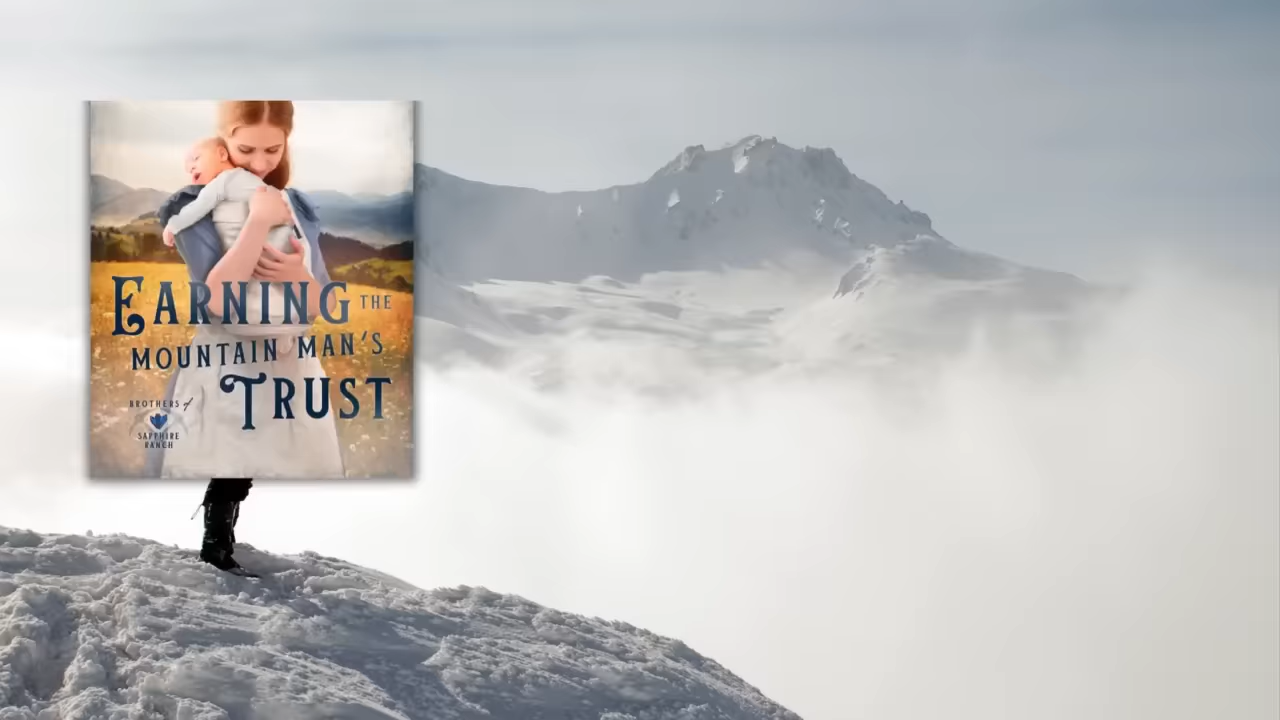 EARNING THE
MOUNTAIN MAN'S
TRUST
BROTHERS of
SAPPHIRE
RANCH